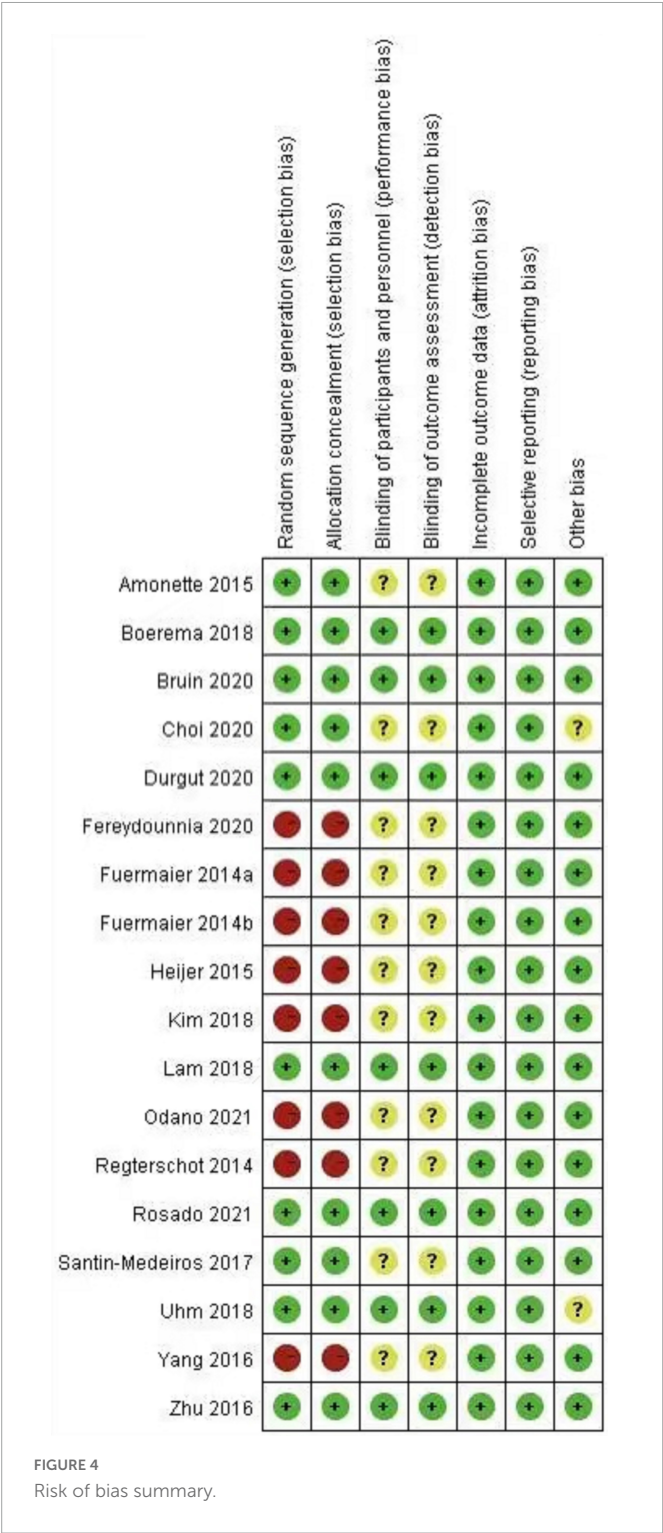 Random sequence generation (selection bias)
Allocation concealment (selection bias)
Blinding of participants and personnel (performance bias)
Blinding of outcome assessment (detection bias)
Incomplete outcome data (attrition bias)
Selective reporting (reporting bias)
Other bias
Amonette 2015 + + ? ? + + +
Boerema 2018 + + + + + + +
Bruin 2020 + + + + + + +
Choi 2020 + + ? ? + + ?
Durgut 2020 + + + + + + +
Fereydounnia 2020 - - ? ? + + +
Fuermaier 2014a - - ? ? + + +
Fuermaier 2014b - - ? ? + + +
Heijer 2015 - - ? ? + + +
Kim 2018 - - ? ? + + +
Lam 2018 + + + + + + +
Odano 2021 - - ? ? + + +
Regterschot 2014 - - ? ? + + +
Rosado 2021 + + + + + + +
Santin-Medeiros 2017 + + ? ? + + +
Uhm 2018 + + + + + + ?
Yang 2016 - - ? ? + + +
Zhu 2016 + + + + + + +
FIGURE 4
Risk of bias summary.